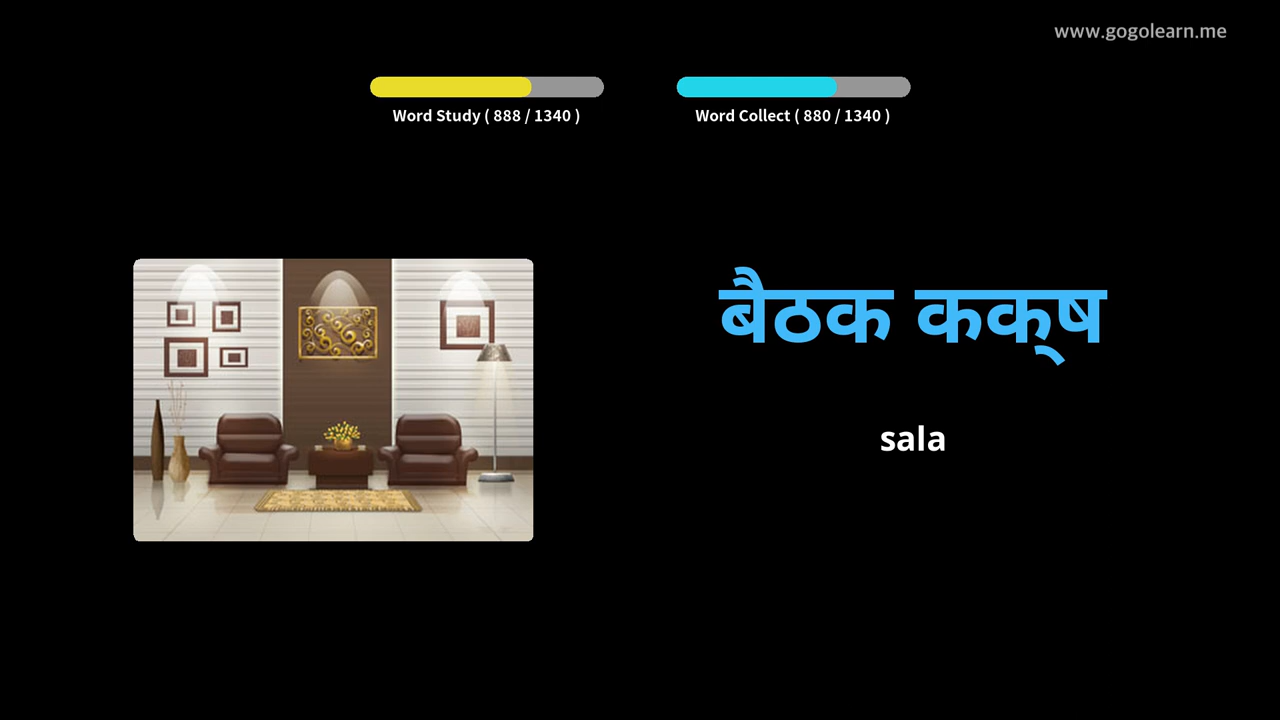 www.gogolearn.me
Word Study ( 888 / 1340 )
Word Collect ( 880 / 1340 )
बैठक कक्ष
sala